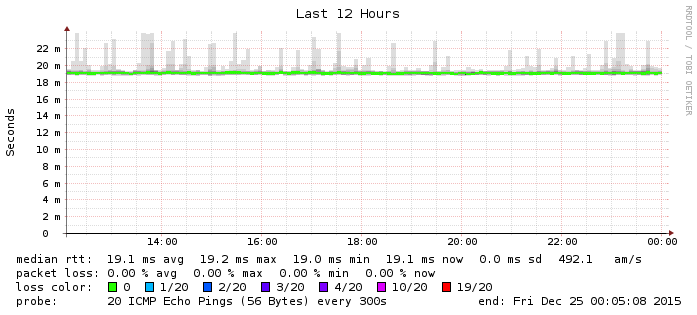 Last 12 Hours
RRDTOOL / TOBI OETIKER
Seconds
22 m
20 m
18 m
16 m
14 m
12 m
10 m
8 m
6 m
4 m
2 m
0
14:00 16:00 18:00 20:00 22:00 00:00
median rtt: 19.1 ms avg 19.2 ms max 19.0 ms min 19.1 ms now 0.0 ms sd 492.1 am/s
packet loss: 0.00 % avg 0.00 % max 0.00 % min 0.00 % now
loss color: 0 1/20 2/20 3/20 4/20 10/20 19/20
probe: 20 ICMP Echo Pings (56 Bytes) every 300s end: Fri Dec 25 00:05:08 2015